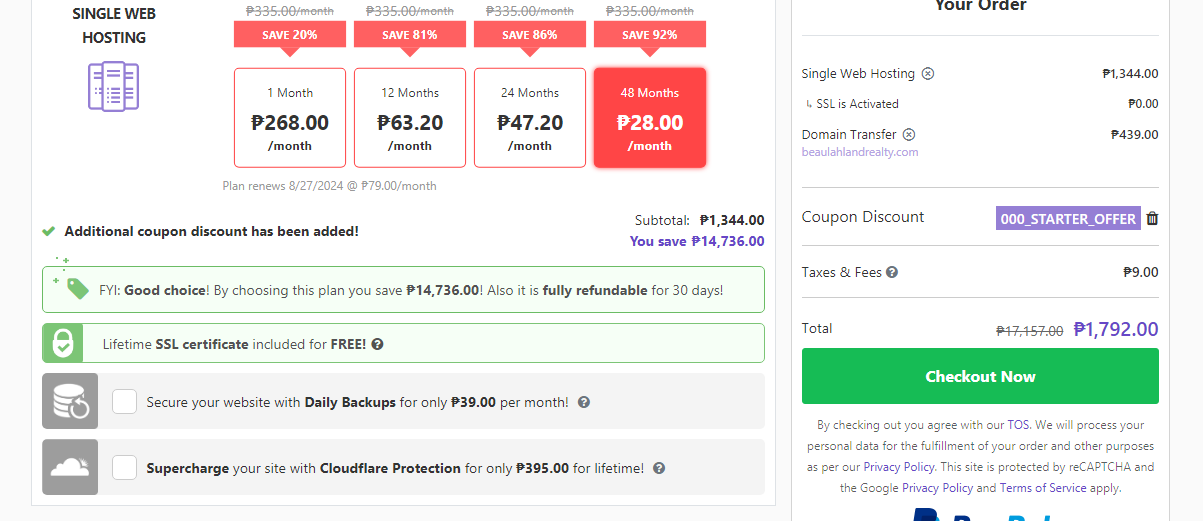 SINGLE WEB
HOSTING
₱335.00/month
₱335.00/month
₱335.00/month
₱335.00/month
SAVE 20%
SAVE 81%
SAVE 86%
SAVE 92%
1 Month
₱268.00
/month
12 Months
₱63.20
/month
24 Months
₱47.20
/month
48 Months
₱28.00
/month
Plan renews 8/27/2024 @ ₱79.00/month
Additional coupon discount has been added!
Subtotal: ₱1,344.00
You save ₱14,736.00
FYI: Good choice! By choosing this plan you save ₱14,736.00! Also it is fully refundable for 30 days!
Lifetime SSL certificate included for FREE!
Secure your website with Daily Backups for only ₱39.00 per month!
Supercharge your site with Cloudflare Protection for only ₱395.00 for lifetime!
Your Order
Single Web Hosting ₱1,344.00
SSL is Activated ₱0.00
Domain Transfer ₱439.00
beaulahlandrealty.com
Coupon Discount 000_STARTER_OFFER
Taxes & Fees ₱9.00
Total ₱17,157.00 ₱1,792.00
Checkout Now
By checking out you agree with our TOS. We will process your
personal data for the fulfillment of your order and other purposes
as per our Privacy Policy. This site is protected by reCAPTCHA and
the Google Privacy Policy and Terms of Service apply.